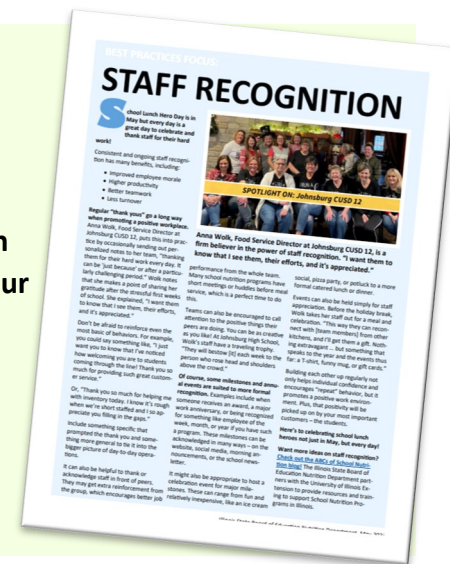 n
our
BEST PRACTICES FOCUS:
STAFF RECOGNITION
School Lunch Hero Day is in
May but every day is a
great day to celebrate and
thank staff for their hard
work!
Consistent and ongoing staff recogni-
tion has many benefits, including:
• Improved employee morale
• Higher productivity
• Better teamwork
• Less turnover
Regular “thank yous” go a long way
when promoting a positive workplace.
Anna Wolk, Food Service Director at
Johnsburg CUSD 12, puts this into prac-
tice by occasionally sending out per-
sonalized notes to her team, “thanking
them for their hard work every day. It
can be ‘just because’ or after a particu-
larly challenging period.” Wolk notes
that she makes a point of sharing her
gratitude after the stressful first weeks
of school. She explained, “I want them
to know that I see them, their efforts,
and it’s appreciated.”
Don’t be afraid to reinforce even the
most basic of behaviors. For example,
you could say something like, “I just
want you to know that I’ve noticed
how welcoming you are to students
coming through the line! Thank you so
much for providing such great custom-
er service.”
Or, “Thank you so much for helping me
with inventory today. I know it’s rough
when we’re short staffed and I so ap-
preciate you filling in the gaps.”
Include something specific that
prompted the thank you and some-
thing more general to tie it into the
bigger picture of day-to-day opera-
tions.
It can also be helpful to thank or
acknowledge staff in front of peers.
They may get extra reinforcement from
the group, which encourages better job
SPOTLIGHT ON: Johnsburg CUSD 12
Anna Wolk, Food Service Director at Johnsburg CUSD 12, is a
firm believer in the power of staff recognition. “I want them to
know that I see them, their efforts, and it’s appreciated.”
performance from the whole team.
Many school nutrition programs have
short meetings or huddles before meal
service, which is a perfect time to do
this.
Teams can also be encouraged to call
attention to the positive things their
peers are doing. You can be as creative
as you like! At Johnsburg High School,
Wolk’s staff have a traveling trophy.
“They will bestow [it] each week to the
person who rose head and shoulders
above the crowd.”
Of course, some milestones and annu-
al events are suited to more formal
recognition. Examples include when
someone receives an award, a major
work anniversary, or being recognized
for something like employee of the
week, month, or year if you have such
a program. These milestones can be
acknowledged in many ways – on the
website, social media, morning an-
nouncements, or the school news-
letter.
It might also be appropriate to host a
celebration event for major mile-
stones. These can range from fun and
relatively inexpensive, like an ice cream
social, pizza party, or potluck to a more
formal catered lunch or dinner.
Events can also be held simply for staff
appreciation. Before the holiday break,
Wolk takes her staff out for a meal and
celebration. “This way they can recon-
nect with [team members] from other
kitchens, and I’ll get them a gift. Noth-
ing extravagant ... but something that
speaks to the year and the events thus
far: a T-shirt, funny mug, or gift cards.”
Building each other up regularly not
only helps individual confidence and
encourages “repeat” behavior, but it
promotes a positive work environ-
ment. Plus, that positivity will be
picked up on by your most important
customers – the students.
Here’s to celebrating school lunch
heroes not just in May, but every day!
Want more ideas on staff recognition?
Check out the ABCs of School Nutri-
tion blog! The Illinois State Board of
Education Nutrition Department part-
ners with the University of Illinois Ex-
tension to provide resources and train-
ing to support School Nutrition Pro-
grams in Illinois.